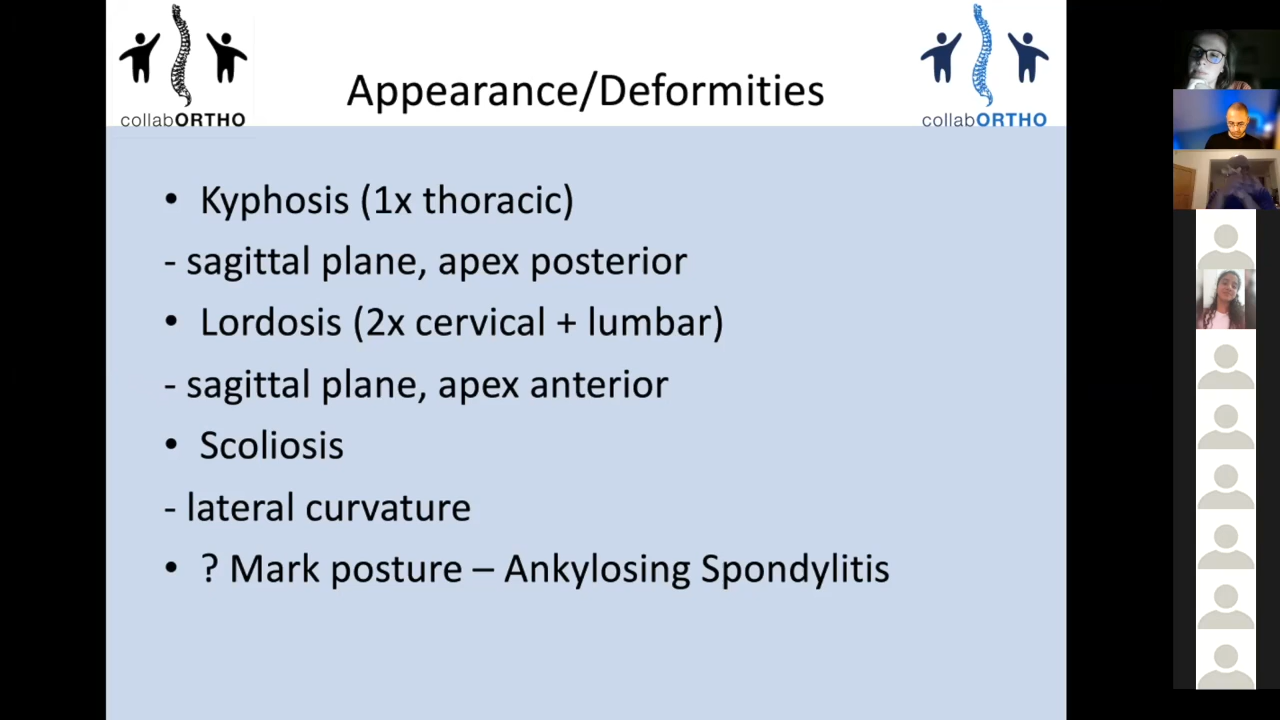 collabORTHO
Appearance/Deformities
collabORTHO
• Kyphosis (1x thoracic)
- sagittal plane, apex posterior
• Lordosis (2x cervical + lumbar)
- sagittal plane, apex anterior
• Scoliosis
- lateral curvature
• ? Mark posture – Ankylosing Spondylitis